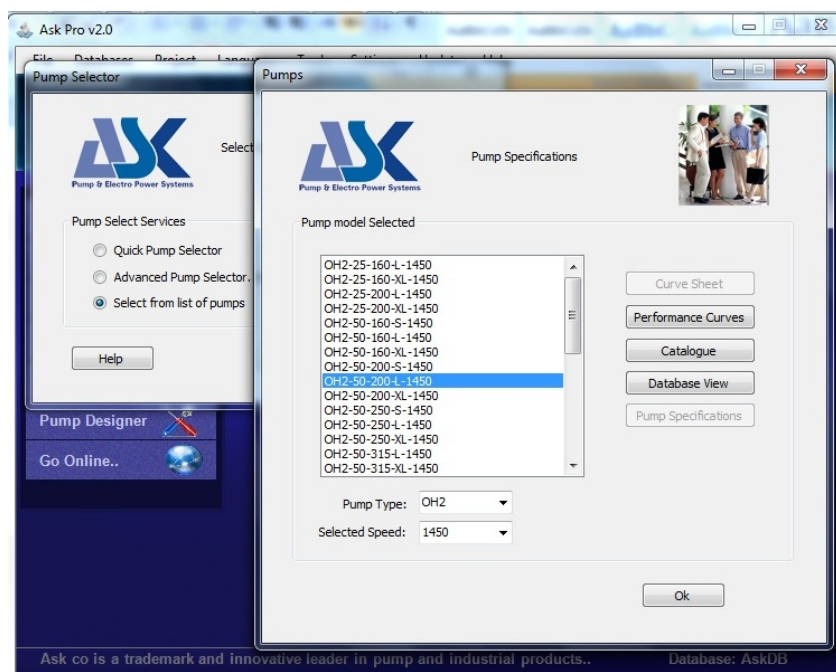 Ask Pro v2.0
File Databases Project
Pump Selector
ASK
Pump & Electro Power Systems
Select
Pump Select Services
Quick Pump Selector
Advanced Pump Selector.
Select from list of pumps
Help
Pump Designer
Go Online..
Pumps
ASK
Pump & Electro Power Systems
Pump Specifications
Pump model Selected
OH2-25-160-L-1450
OH2-25-160-XL-1450
OH2-25-200-L-1450
OH2-25-200-XL-1450
OH2-50-160-S-1450
OH2-50-160-L-1450
OH2-50-160-XL-1450
OH2-50-200-S-1450
OH2-50-200-L-1450
OH2-50-200-XL-1450
OH2-50-250-S-1450
OH2-50-250-L-1450
OH2-50-250-XL-1450
OH2-50-315-L-1450
OH2-50-315-XL-1450
Curve Sheet
Performance Curves
Catalogue
Database View
Pump Specifications
Pump Type: OH2
Selected Speed: 1450
Ok
Ask co is a trademark and innovative leader in pump and industrial products.. Database: AskDB